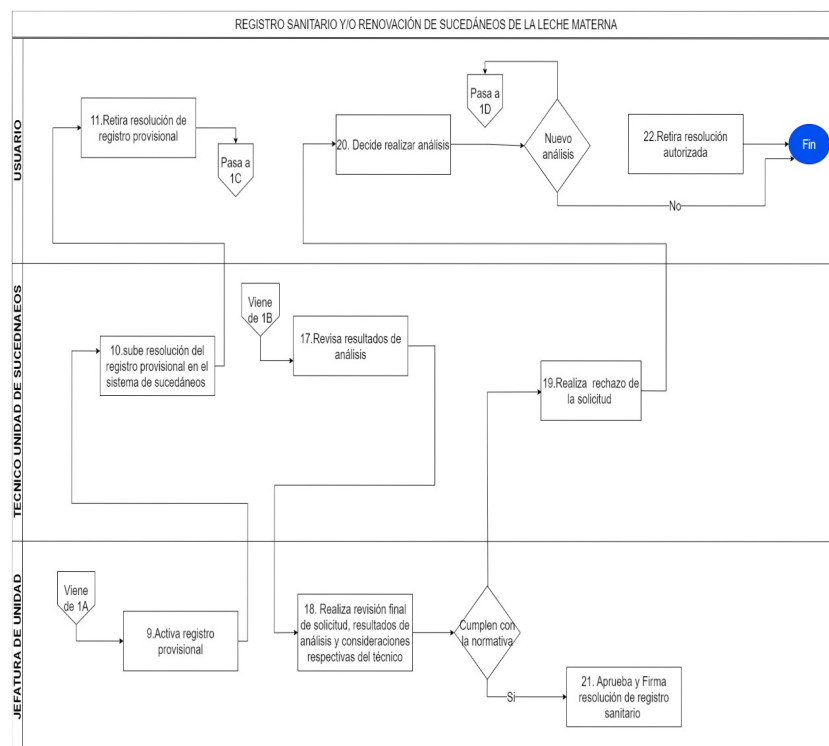 REGISTRO SANITARIO Y/O RENOVACIÓN DE SUCEDÁNEOS DE LA LECHE MATERNA
USUARIO
11.Retira resolución de
registro provisional
Pasa a
1C
20. Decide realizar análisis
Pasa a
1D
Nuevo
análisis
22.Retira resolución
autorizada
Fin
No
TECNICO UNIDAD DE SUCEDNAEOS
10.sube resolución del
registro provisional en el
sistema de sucedáneos
Viene
de 1B
17.Revisa resultados de
análisis
19.Realiza rechazo de
la solicitud
JEFATURA DE UNIDAD
Viene
de 1A
9.Activa registro
provisional
18. Realiza revisión final
de solicitud, resultados de
análisis y consideraciones
respectivas del técnico
Cumplen con
la normativa
Si
21. Aprueba y Firma
resolución de registro
sanitario